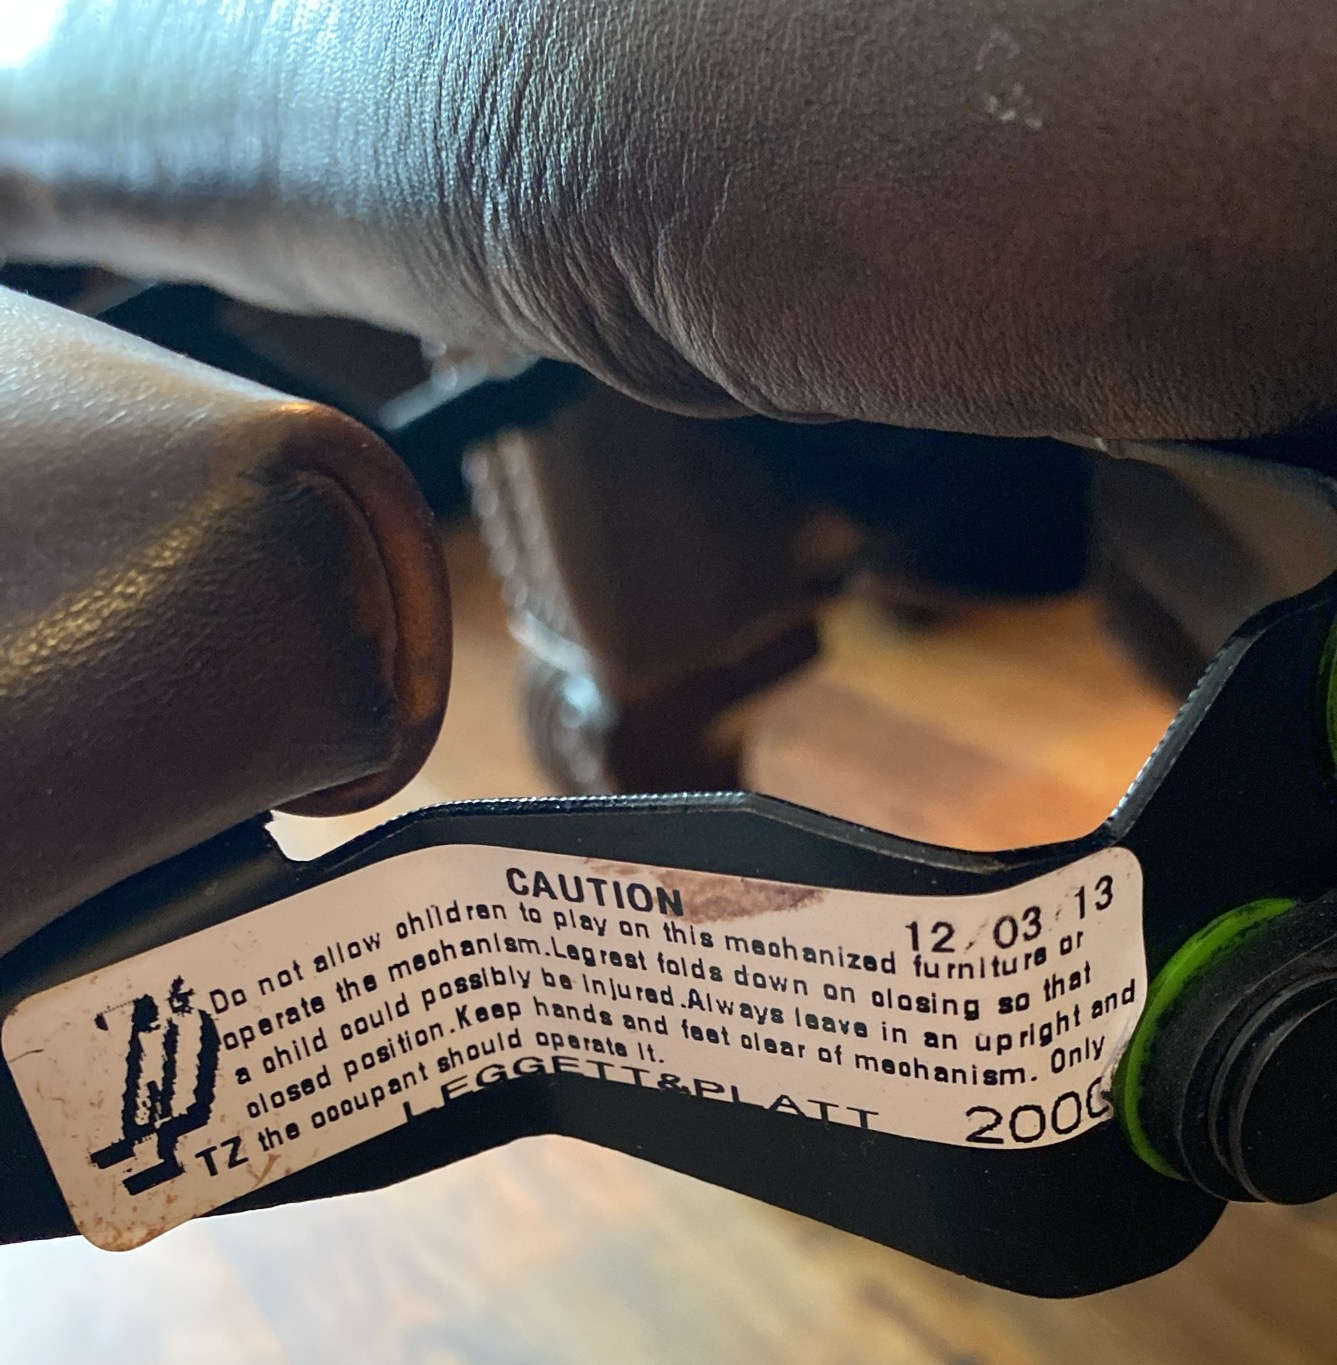 CAUTION
12/03/13
Do not allow children to play on this mechanized furniture or
operate the mechanism.Legrest folds down on closing so that
a child could possibly be injured.Always leave in an upright and
closed position.Keep hands and feet clear of mechanism. Only
TZ the occupant should operate it.
LEGGETT&PLATT 2000